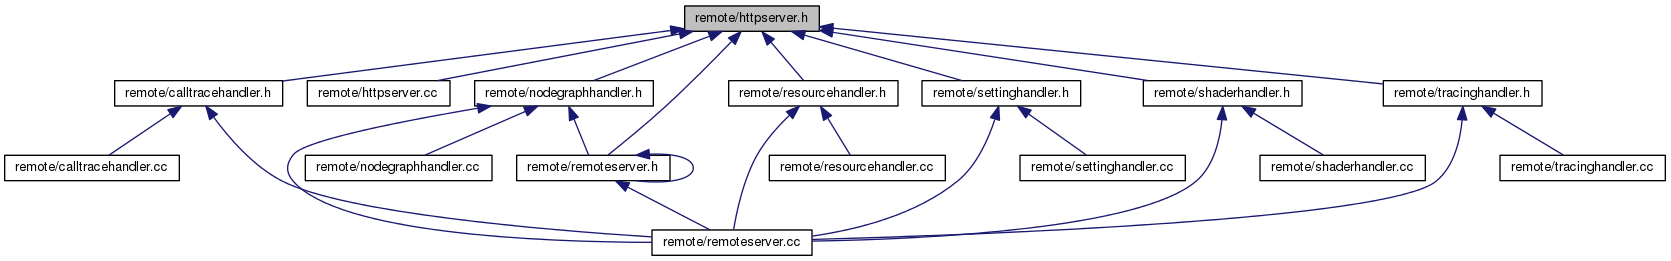 remote/httpserver.h
remote/calltracehandler.h
remote/httpserver.cc
remote/nodegraphhandler.h
remote/resourcehandler.h
remote/settinghandler.h
remote/shaderhandler.h
remote/tracinghandler.h
remote/calltracehandler.cc
remote/nodegraphhandler.cc
remote/remoteserver.h
remote/resourcehandler.cc
remote/settinghandler.cc
remote/shaderhandler.cc
remote/tracinghandler.cc
remote/remoteserver.cc